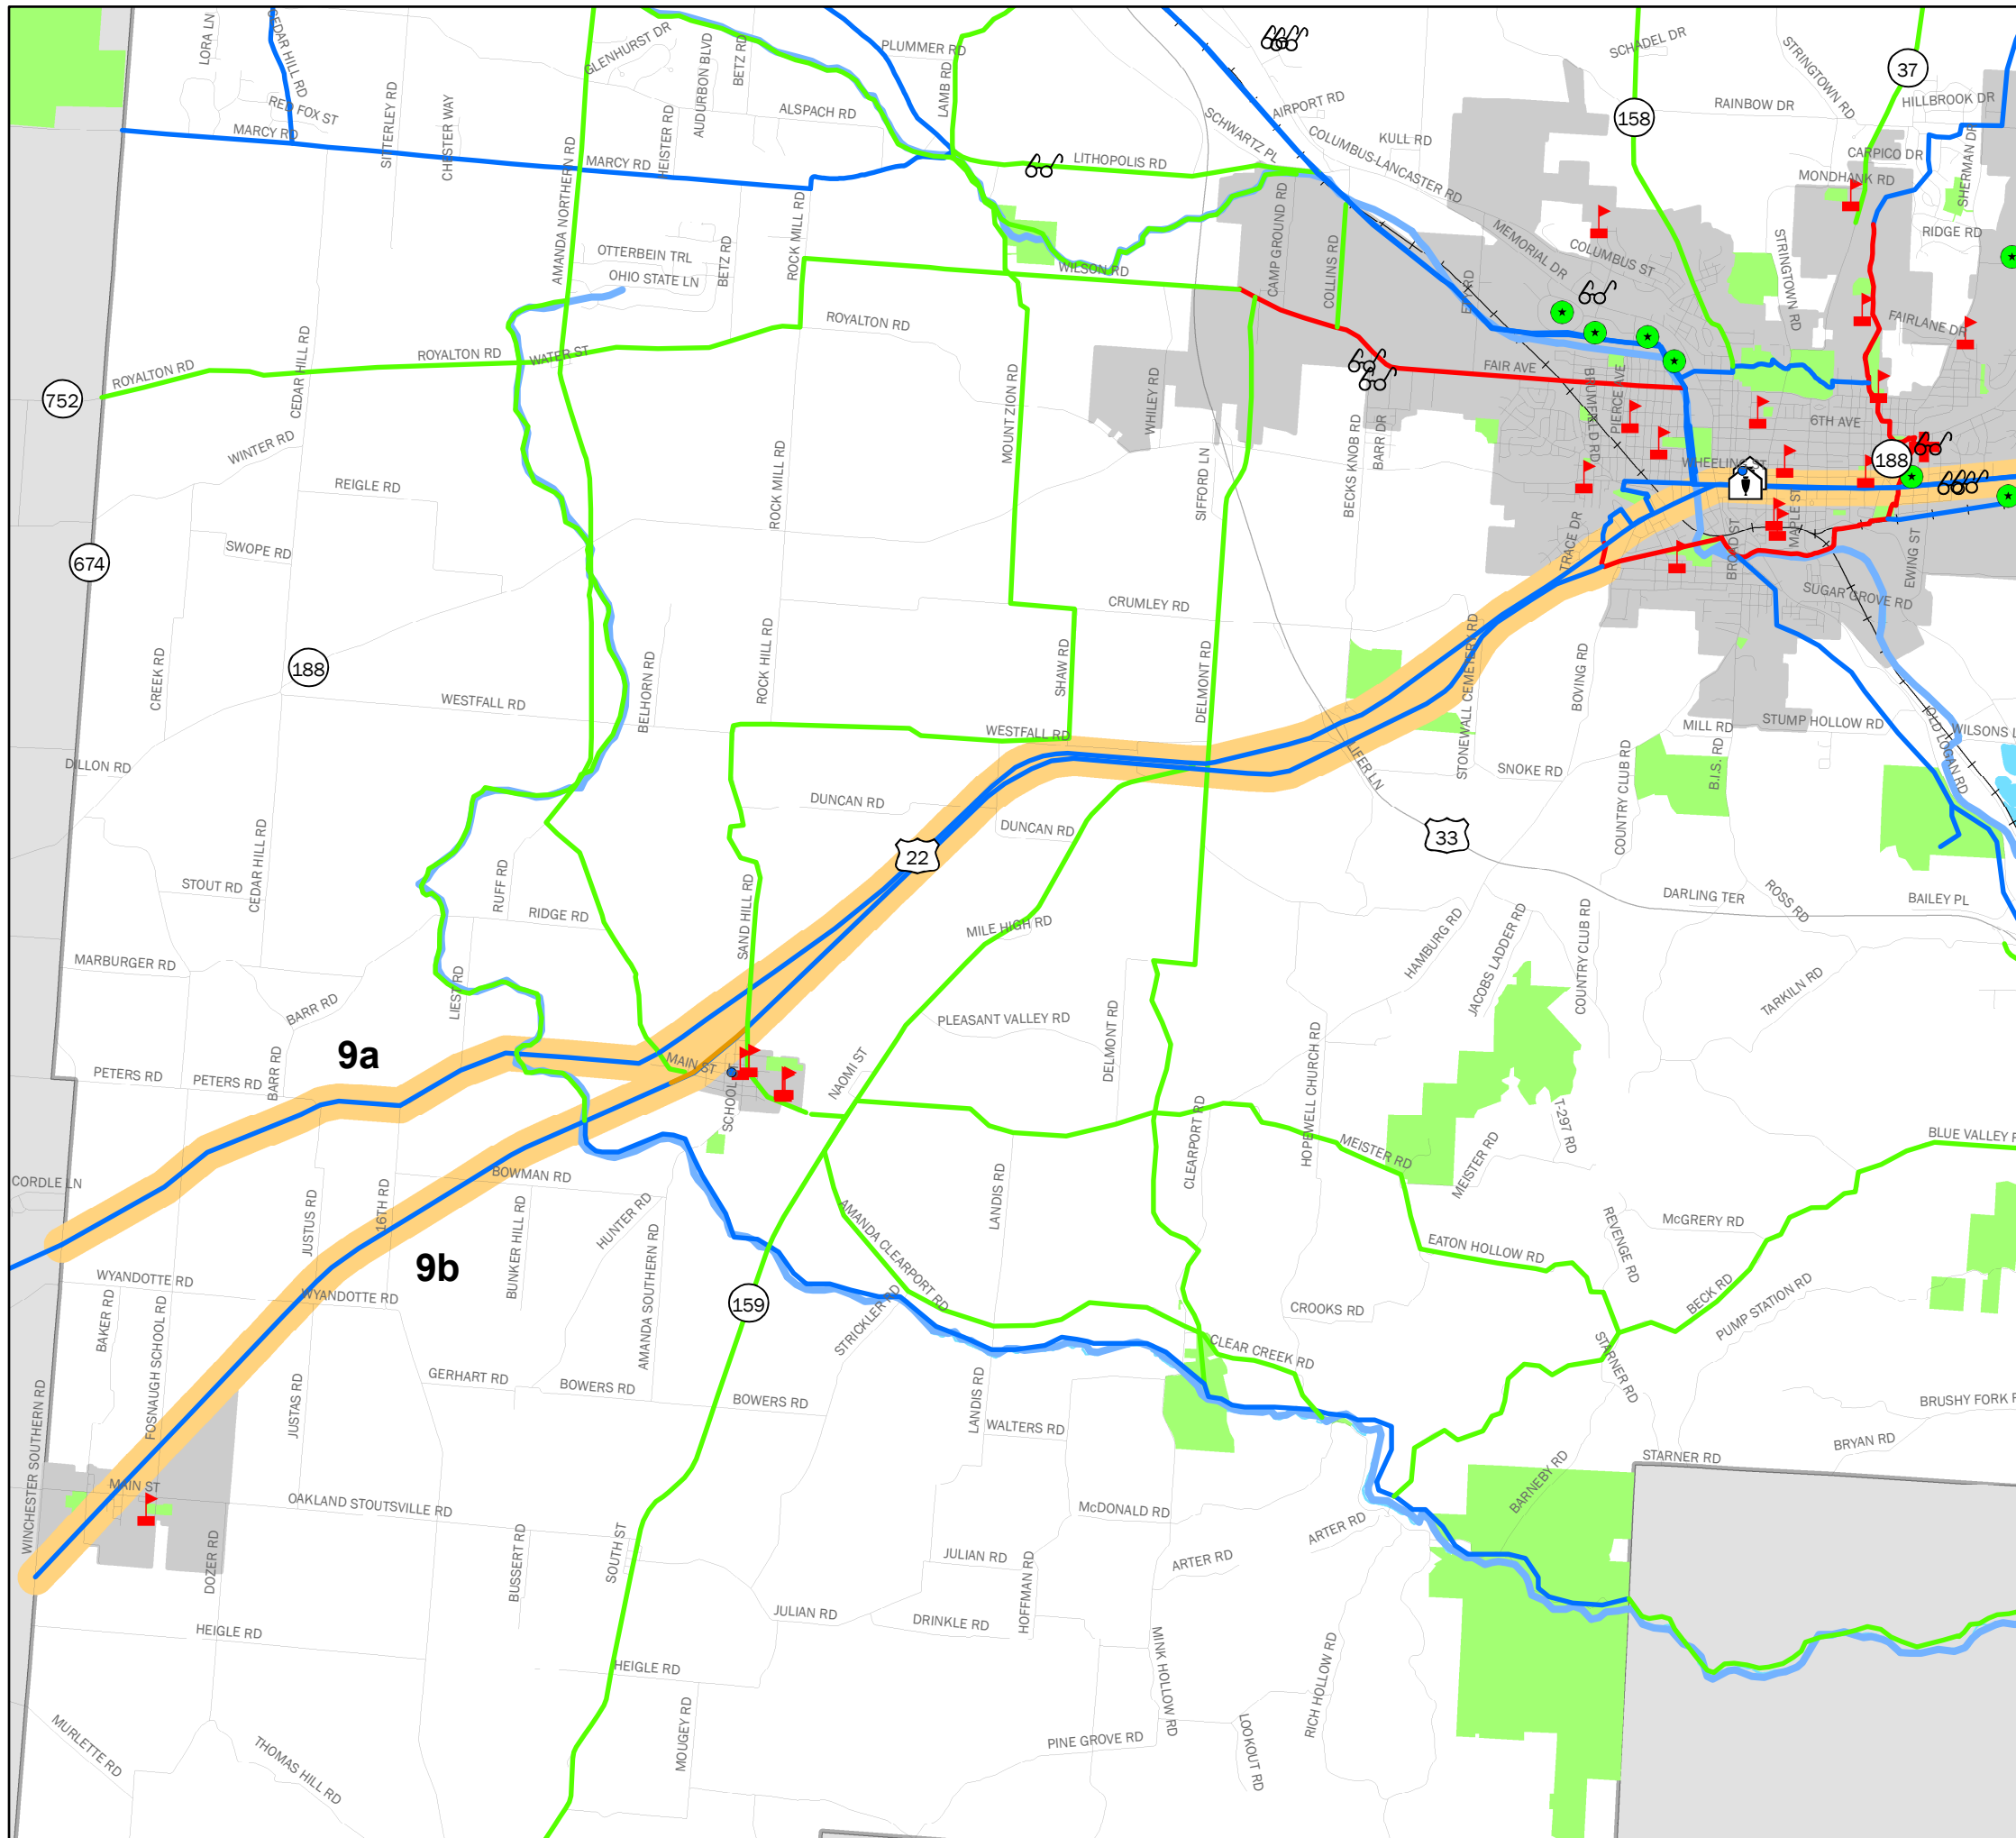 LORA LN
CEDAR HILL RD
RED FOX ST
MARCY RD
SITTERLEY RD
CHESTER WAY
GLENHURST DR
AUDURBON BLVD
BETZ RD
HEISTER RD
ALSPACH RD
PLUMMER RD
LAMB RD
MARCY RD
AMANDA NORTHERN RD
LITHOPOLIS RD
SCHWARTZ PL
AIRPORT RD
COLUMBUS-LANCASTER RD
KULL RD
SCHADEL DR
158
RAINBOW DR
STRINGTOWN RD
37
HILLBROOK DR
CARPICO DR
MONDHANK RD
SHERMAN DR
RIDGE RD
OTTERBEIN TRL
OHIO STATE LN
BETZ RD
ROCK MILL RD
WILSON RD
CAMP GROUND RD
COLLINS RD
MEMORIAL DR
COLUMBUS ST
STRINGTOWN RD
FAIRLANE DR
ROYALTON RD
ROYALTON RD
ROYALTON RD
WATER ST
752
CEDAR HILL RD
FAIR AVE
BRUMFIELD RD
PIERCE AVE
6TH AVE
WHEELING ST
188
WINTER RD
REIGLE RD
SWOPE RD
674
ROCK MILL RD
MOUNT ZION RD
WHILEY RD
SIFFORD LN
BECKS KNOB RD
BARR DR
TRACE DR
BROAD ST
MAPLE ST
EWING ST
SUGAR GROVE RD
CRUMLEY RD
CREEK RD
188
WESTFALL RD
BELHORN RD
ROCK HILL RD
SHAW RD
WESTFALL RD
DELMONT RD
STONEWALL CEMETERY RD
BOVING RD
MILL RD
STUMP HOLLOW RD
OLD LOGAN RD
DILLON RD
DUNCAN RD
DUNCAN RD
SNOKE RD
COUNTRY CLUB RD
B.I.S. RD
22
33
CEDAR HILL RD
STOUT RD
RUFF RD
RIDGE RD
SAND HILL RD
MILE HIGH RD
HAMBURG RD
JACOBS LADDER RD
COUNTRY CLUB RD
DARLING TER
ROSS RD
BAILEY PL
MARBURGER RD
BARR RD
LIEST RD
PLEASANT VALLEY RD
DELMONT RD
TARKILN RD
9a
PETERS RD
PETERS RD
BARR RD
MAIN ST
NAOMI ST
HOPEWELL CHURCH RD
CLEARPORT RD
MEISTER RD
MEISTER RD
T-297 RD
CORDLE LN
BOWMAN RD
JUSTUS RD
16TH RD
BUNKER HILL RD
HUNTER RD
AMANDA SOUTHERN RD
LANDIS RD
AMANDA CLEARPORT RD
REVENGE RD
McGRERY RD
EATON HOLLOW RD
9b
WYANDOTTE RD
WYANDOTTE RD
BAKER RD
FOSNAUGH SCHOOL RD
159
STRICKLER RD
CROOKS RD
CLEAR CREEK RD
BECK RD
PUMP STATION RD
STARNER RD
GERHART RD
BOWERS RD
BOWERS RD
JUSTAS RD
LANDIS RD
WALTERS RD
BRYAN RD
STARNER RD
BARNEBY RD
WINCHESTER SOUTHERN RD
MAIN ST
OAKLAND STOUTSVILLE RD
DOZER RD
BUSSERT RD
SOUTH ST
McDONALD RD
ARTER RD
ARTER RD
JULIAN RD
HOFFMAN RD
JULIAN RD
DRINKLE RD
MINK HOLLOW RD
RICH HOLLOW RD
LOOKOUT RD
HEIGLE RD
HEIGLE RD
MOUGEY RD
PINE GROVE RD
MURLETTE RD
THOMAS HILL RD